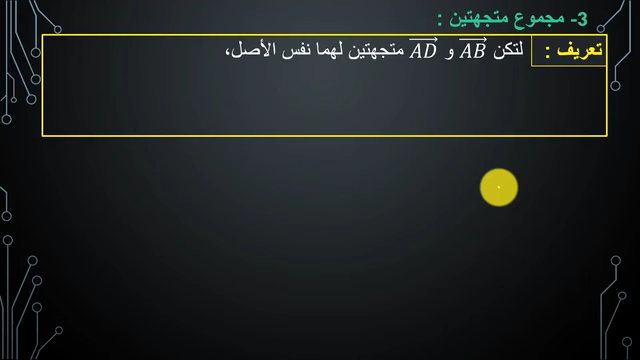 3- مجموع متجهتين :
تعريف : لتكن $\overrightarrow{AB}$ و $\overrightarrow{AD}$ متجهتين لهما نفس الأصل،